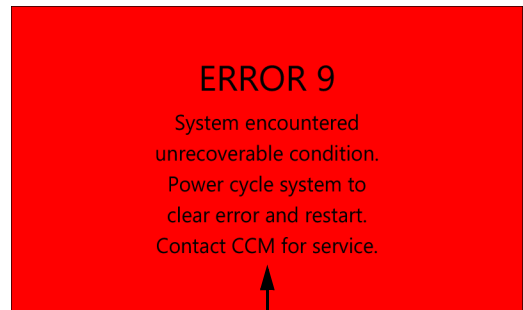 ERROR 9
System encountered
unrecoverable condition.
Power cycle system to
clear error and restart.
Contact CCM for service.